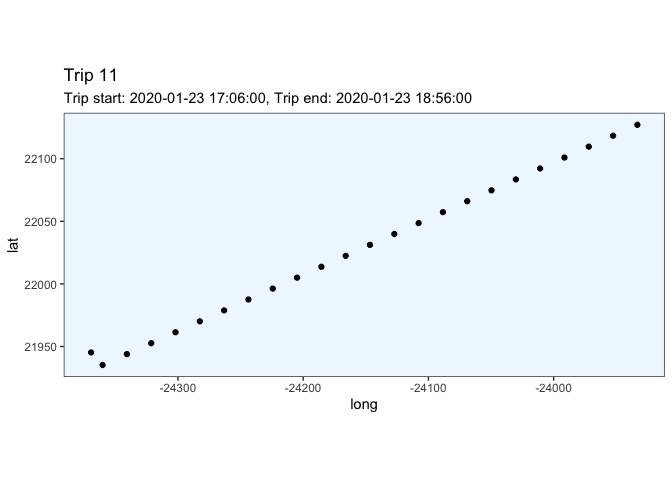 Trip 11
Trip start: 2020-01-23 17:06:00, Trip end: 2020-01-23 18:56:00
22100
22050
lat
22000
21950
-24300 -24200 -24100 -24000
long